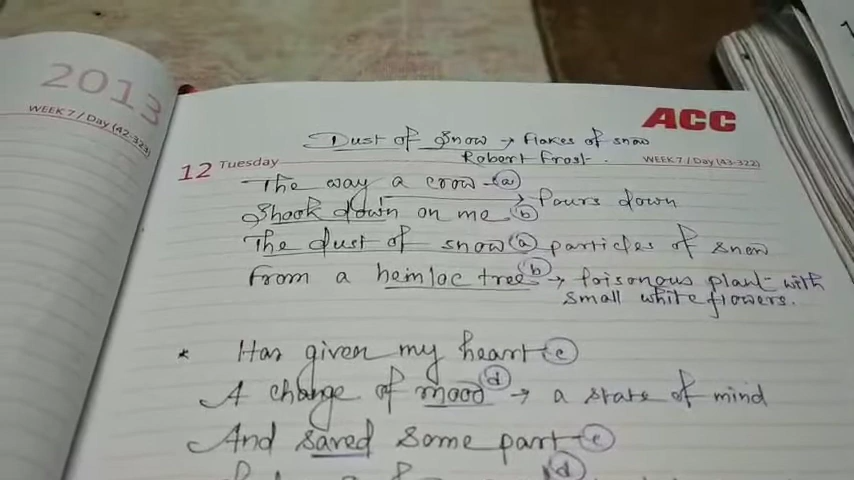 2013
WEEK 7 / Day (42-323)
ACC
Dust of Snow → flakes of snow
Robert Frost.
12 Tuesday
WEEK 7 / Day (43-322)
The way a crow (a)
Shook down on me (b) → Pours down
The dust of snow (a) particles of snow
From a hemloc tree (b) → Poisonous plant with
small white flowers.
* Has given my heart (c)
A change of mood (d) → a state of mind
And saved some part (c)
(d)